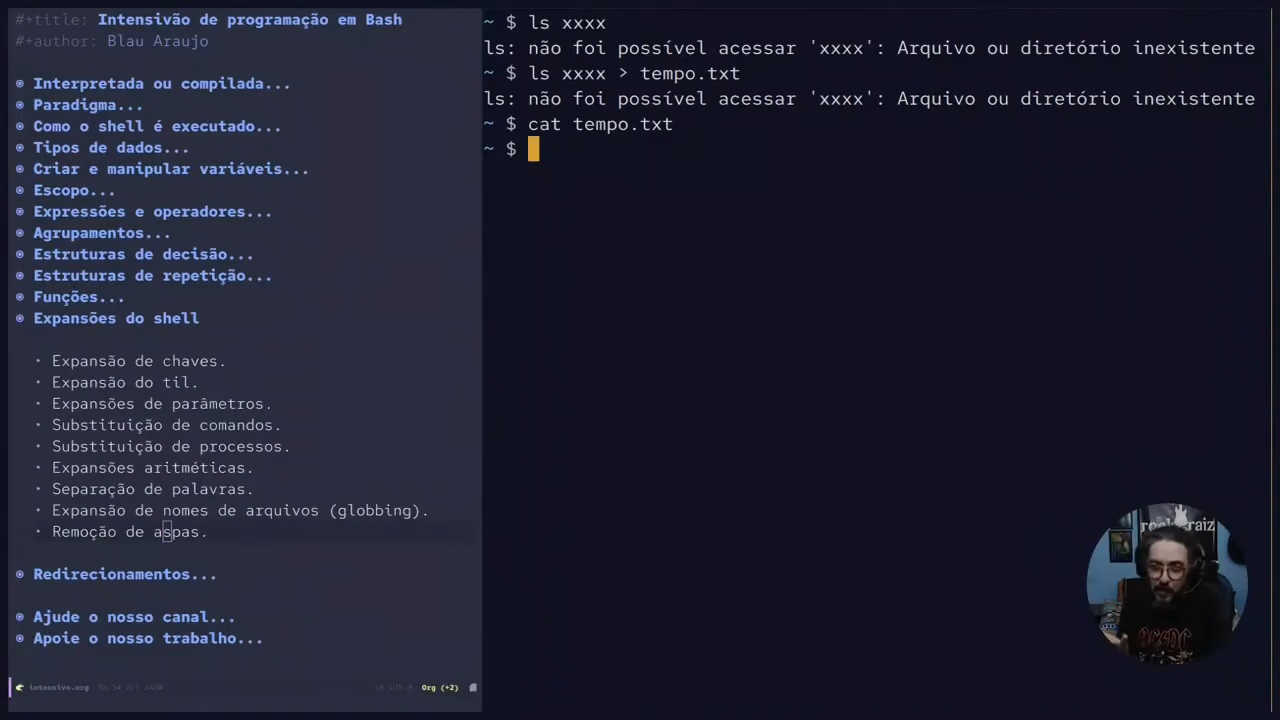 #+title: Intensivão de programação em Bash
#+author: Blau Araujo
Interpretada ou compilada...
Paradigma...
Como o shell é executado...
Tipos de dados...
Criar e manipular variáveis...
Escopo...
Expressões e operadores...
Agrupamentos...
Estruturas de decisão...
Estruturas de repetição...
Funções...
Expansões do shell
• Expansão de chaves.
• Expansão do til.
• Expansões de parâmetros.
• Substituição de comandos.
• Substituição de processos.
• Expansões aritméticas.
• Separação de palavras.
• Expansão de nomes de arquivos (globbing).
• Remoção de aspas.
Redirecionamentos...
Ajude o nosso canal...
Apoie o nosso trabalho...
intensivo.org
Org (+2)
~ $ ls xxxx
ls: não foi possível acessar 'xxxx': Arquivo ou diretório inexistente
~ $ ls xxxx > tempo.txt
ls: não foi possível acessar 'xxxx': Arquivo ou diretório inexistente
~ $ cat tempo.txt
~ $
raiz
AC/DC